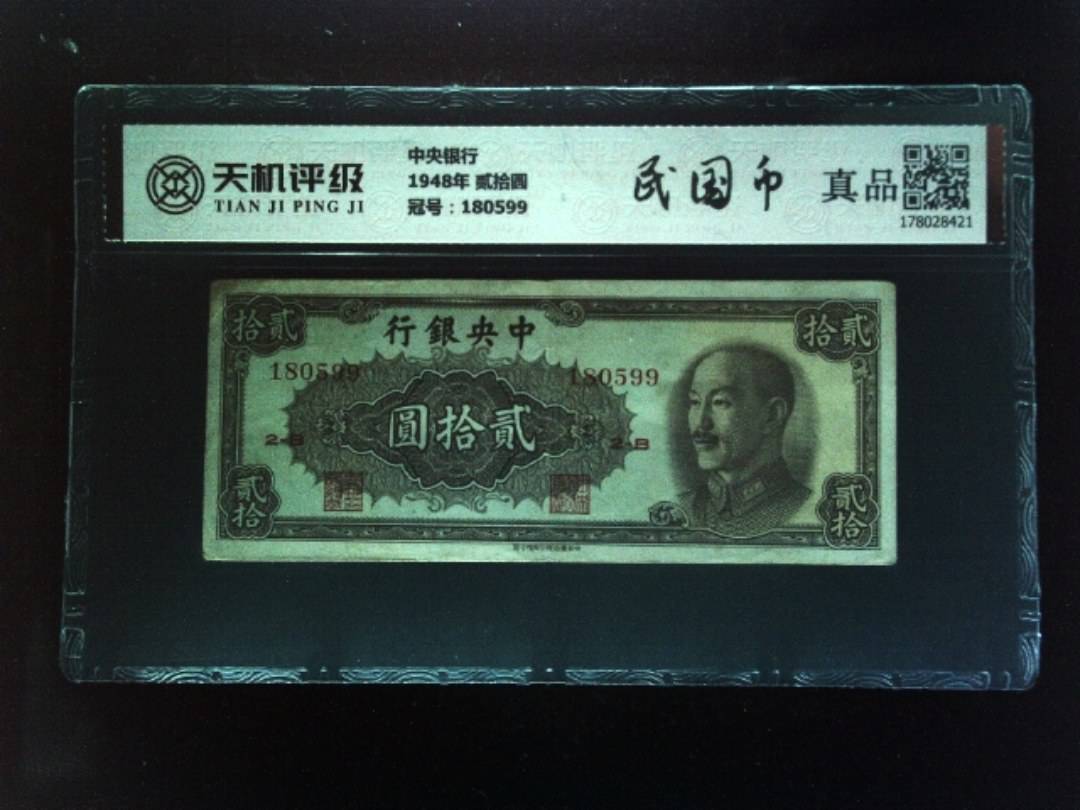 天机评级
TIAN JI PING JI
中央银行
1948年 贰拾圆
冠号：180599
民国币
真品
178028421
拾貳
行銀央中
拾貳
180599
180599
圓拾貳
2-B
2-B
貳拾
貳拾